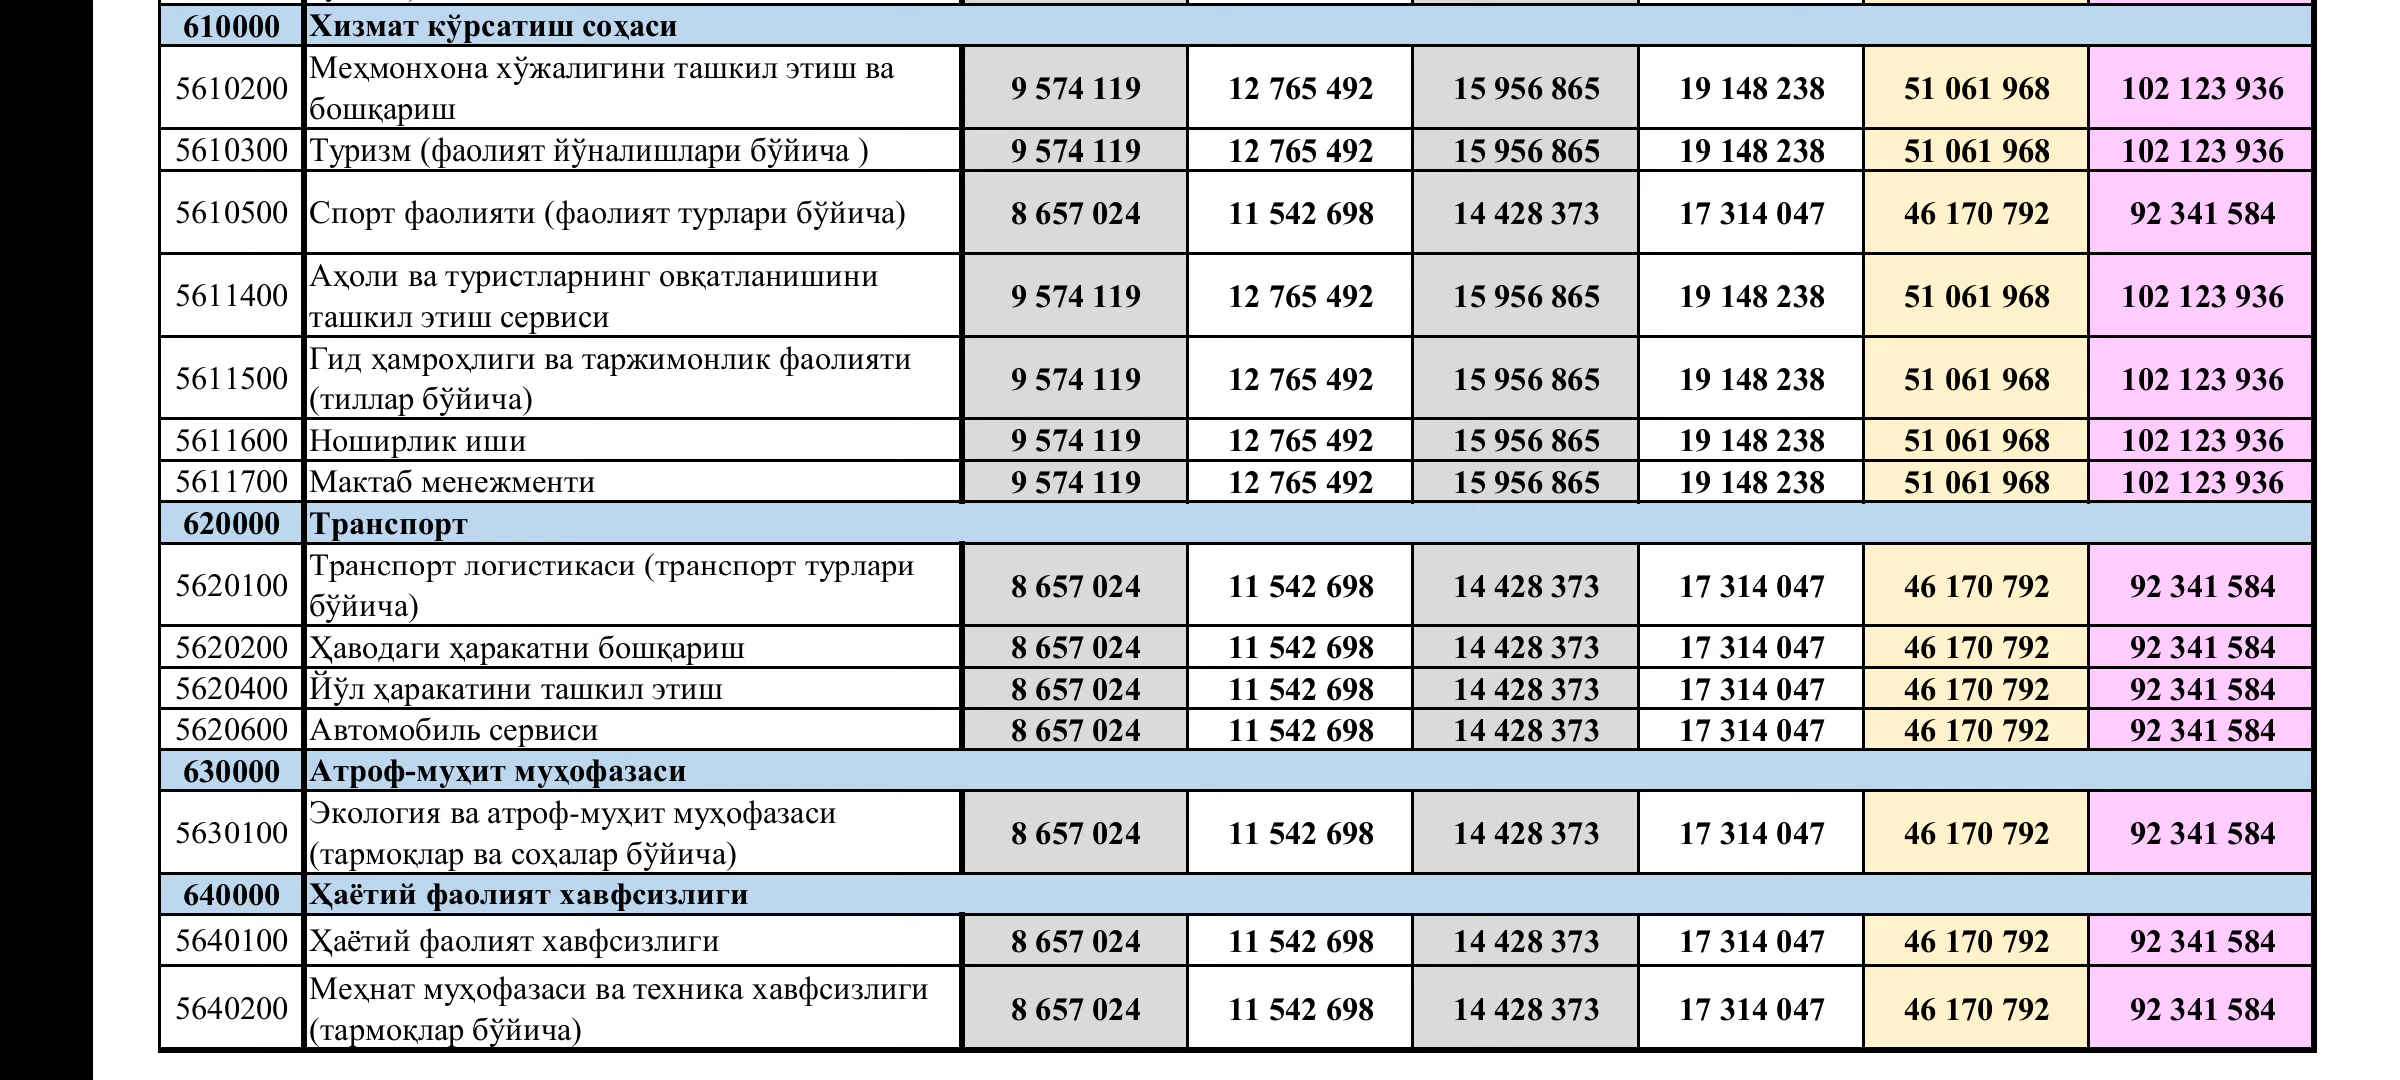 610000 Хизмат кўрсатиш соҳаси
5610200 Меҳмонхона хўжалигини ташкил этиш ва бошқариш 9 574 119 12 765 492 15 956 865 19 148 238 51 061 968 102 123 936
5610300 Туризм (фаолият йўналишлари бўйича ) 9 574 119 12 765 492 15 956 865 19 148 238 51 061 968 102 123 936
5610500 Спорт фаолияти (фаолият турлари бўйича) 8 657 024 11 542 698 14 428 373 17 314 047 46 170 792 92 341 584
5611400 Аҳоли ва туристларнинг овқатланишини ташкил этиш сервиси 9 574 119 12 765 492 15 956 865 19 148 238 51 061 968 102 123 936
5611500 Гид ҳамроҳлиги ва таржимонлик фаолияти (тиллар бўйича) 9 574 119 12 765 492 15 956 865 19 148 238 51 061 968 102 123 936
5611600 Ноширлик иши 9 574 119 12 765 492 15 956 865 19 148 238 51 061 968 102 123 936
5611700 Мактаб менежменти 9 574 119 12 765 492 15 956 865 19 148 238 51 061 968 102 123 936
620000 Транспорт
5620100 Транспорт логистикаси (транспорт турлари бўйича) 8 657 024 11 542 698 14 428 373 17 314 047 46 170 792 92 341 584
5620200 Ҳаводаги ҳаракатни бошқариш 8 657 024 11 542 698 14 428 373 17 314 047 46 170 792 92 341 584
5620400 Йўл ҳаракатини ташкил этиш 8 657 024 11 542 698 14 428 373 17 314 047 46 170 792 92 341 584
5620600 Автомобиль сервиси 8 657 024 11 542 698 14 428 373 17 314 047 46 170 792 92 341 584
630000 Атроф-муҳит муҳофазаси
5630100 Экология ва атроф-муҳит муҳофазаси (тармоқлар ва соҳалар бўйича) 8 657 024 11 542 698 14 428 373 17 314 047 46 170 792 92 341 584
640000 Ҳаётий фаолият хавфсизлиги
5640100 Ҳаётий фаолият хавфсизлиги 8 657 024 11 542 698 14 428 373 17 314 047 46 170 792 92 341 584
5640200 Меҳнат муҳофазаси ва техника хавфсизлиги (тармоқлар бўйича) 8 657 024 11 542 698 14 428 373 17 314 047 46 170 792 92 341 584